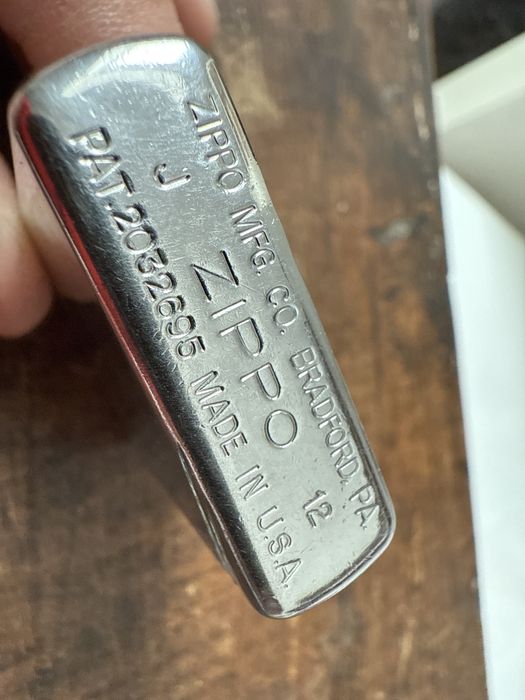 ZIPPO MFG. CO. BRADFORD, PA.
J ZIPPO 12
PAT. 2032695 MADE IN U.S.A.